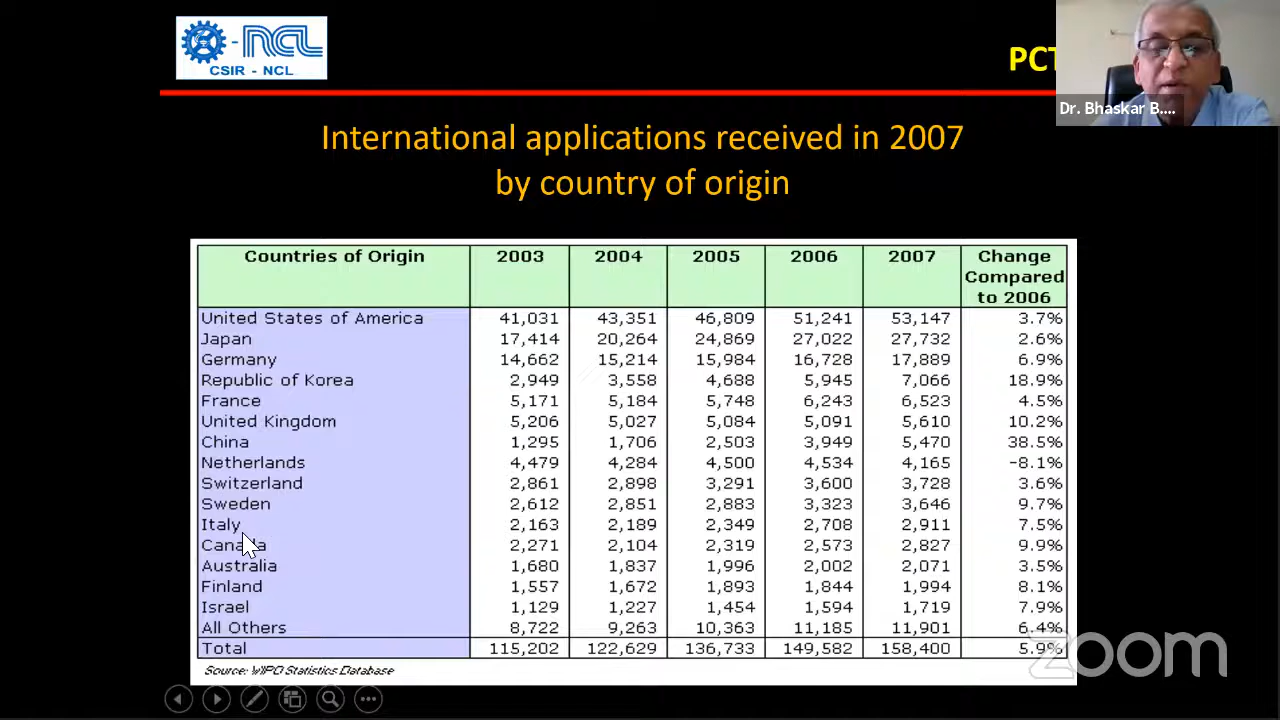 NCL
CSIR - NCL
PCT
Dr. Bhaskar B....
International applications received in 2007
by country of origin
Countries of Origin 2003 2004 2005 2006 2007 Change Compared to 2006
United States of America 41,031 43,351 46,809 51,241 53,147 3.7%
Japan 17,414 20,264 24,869 27,022 27,732 2.6%
Germany 14,662 15,214 15,984 16,728 17,889 6.9%
Republic of Korea 2,949 3,558 4,688 5,945 7,066 18.9%
France 5,171 5,184 5,748 6,243 6,523 4.5%
United Kingdom 5,206 5,027 5,084 5,091 5,610 10.2%
China 1,295 1,706 2,503 3,949 5,470 38.5%
Netherlands 4,479 4,284 4,500 4,534 4,165 -8.1%
Switzerland 2,861 2,898 3,291 3,600 3,728 3.6%
Sweden 2,612 2,851 2,883 3,323 3,646 9.7%
Italy 2,163 2,189 2,349 2,708 2,911 7.5%
Canada 2,271 2,104 2,319 2,573 2,827 9.9%
Australia 1,680 1,837 1,996 2,002 2,071 3.5%
Finland 1,557 1,672 1,893 1,844 1,994 8.1%
Israel 1,129 1,227 1,454 1,594 1,719 7.9%
All Others 8,722 9,263 10,363 11,185 11,901 6.4%
Total 115,202 122,629 136,733 149,582 158,400 5.9%
Source: WIPO Statistics Database
zoom